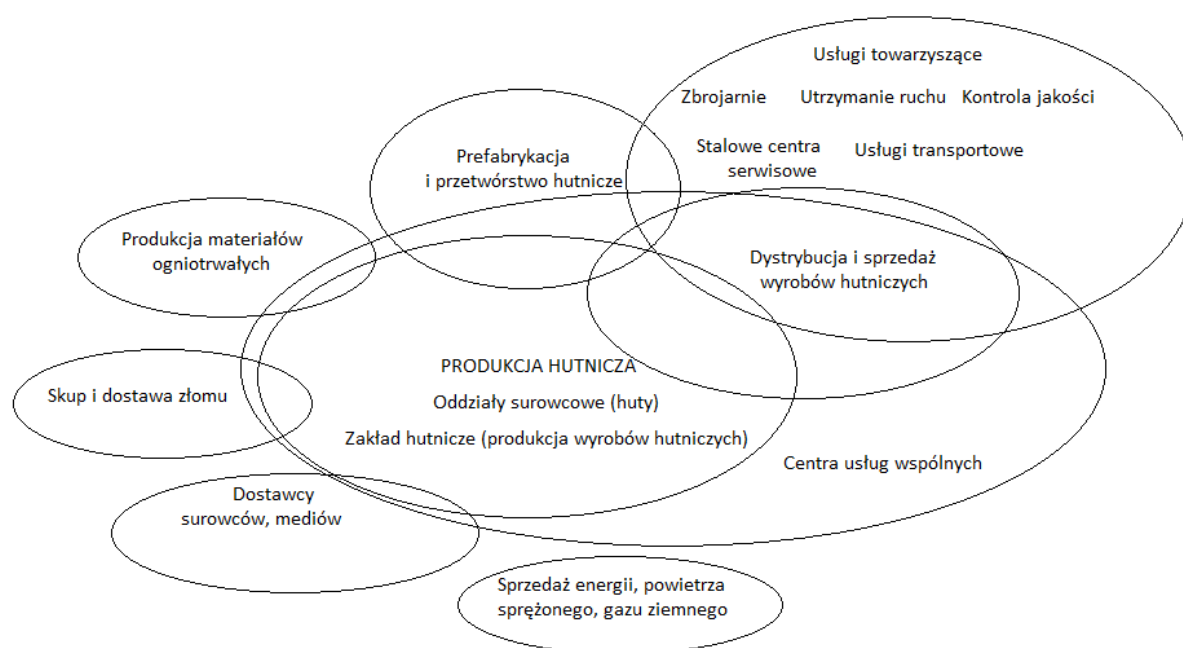 Usługi towarzyszące
Zbrojarnie Utrzymanie ruchu Kontrola jakości
Stalowe centra
serwisowe
Usługi transportowe
Prefabrykacja
i przetwórstwo hutnicze
Produkcja materiałów
ogniotrwałych
Dystrybucja i sprzedaż
wyrobów hutniczych
PRODUKCJA HUTNICZA
Oddziały surowcowe (huty)
Zakład hutnicze (produkcja wyrobów hutniczych)
Skup i dostawa złomu
Centra usług wspólnych
Dostawcy
surowców, mediów
Sprzedaż energii, powietrza
sprężonego, gazu ziemnego